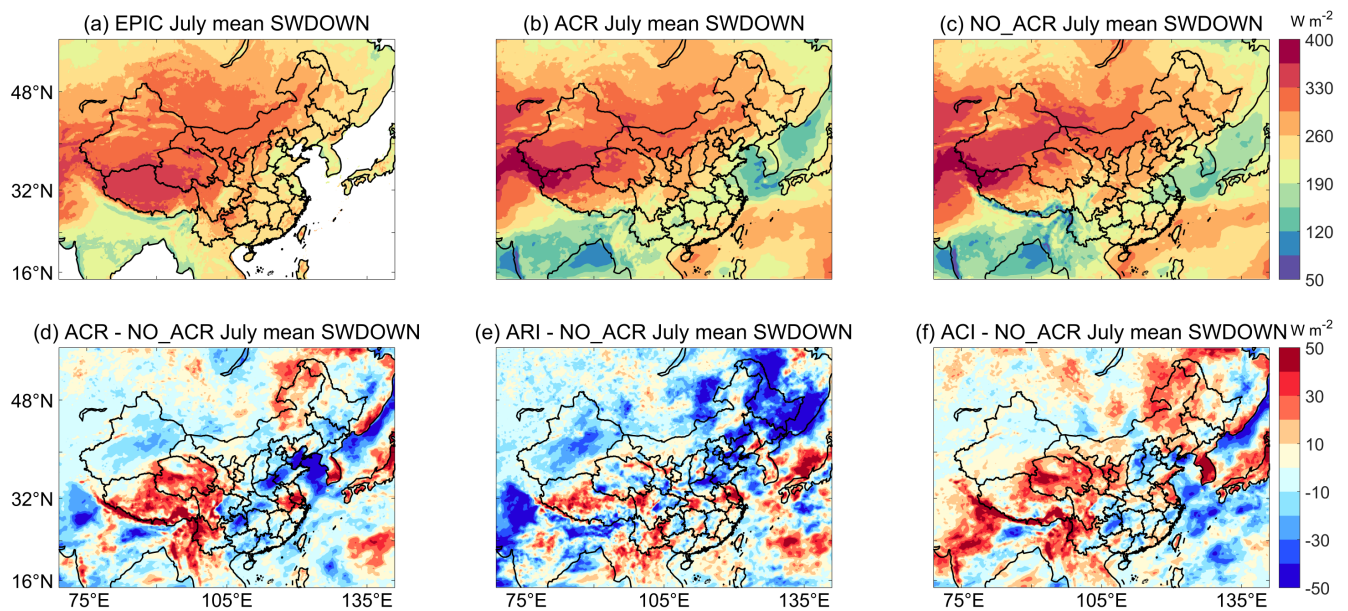 (a) EPIC July mean SWDOWN
(b) ACR July mean SWDOWN
(c) NO_ACR July mean SWDOWN
W m-2
48°N
32°N
16°N
400
330
260
190
120
50
(d) ACR - NO_ACR July mean SWDOWN
(e) ARI - NO_ACR July mean SWDOWN
(f) ACI - NO_ACR July mean SWDOWN
W m-2
48°N
32°N
16°N
50
30
10
-10
-30
-50
75°E 105°E 135°E
75°E 105°E 135°E
75°E 105°E 135°E